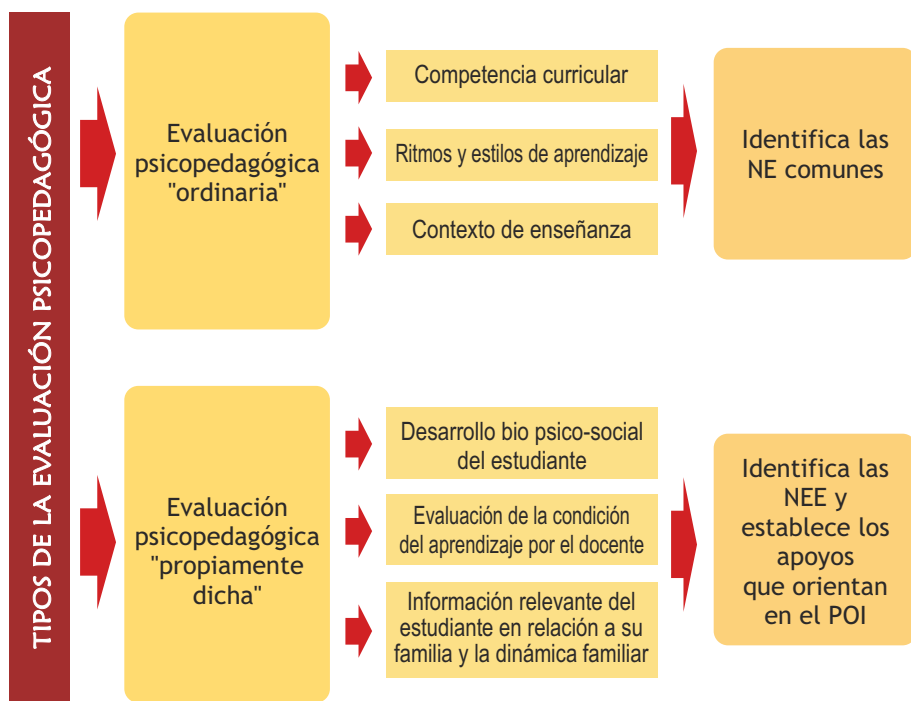 TIPOS DE LA EVALUACIÓN PSICOPEDAGÓGICA
Evaluación
psicopedagógica
"ordinaria"
Competencia curricular
Ritmos y estilos de aprendizaje
Contexto de enseñanza
Identifica las
NE comunes
Evaluación
psicopedagógica
"propiamente
dicha"
Desarrollo bio psico-social
del estudiante
Evaluación de la condición
del aprendizaje por el docente
Información relevante del
estudiante en relación a su
familia y la dinámica familiar
Identifica las
NEE y
establece los
apoyos
que orientan
en el POI